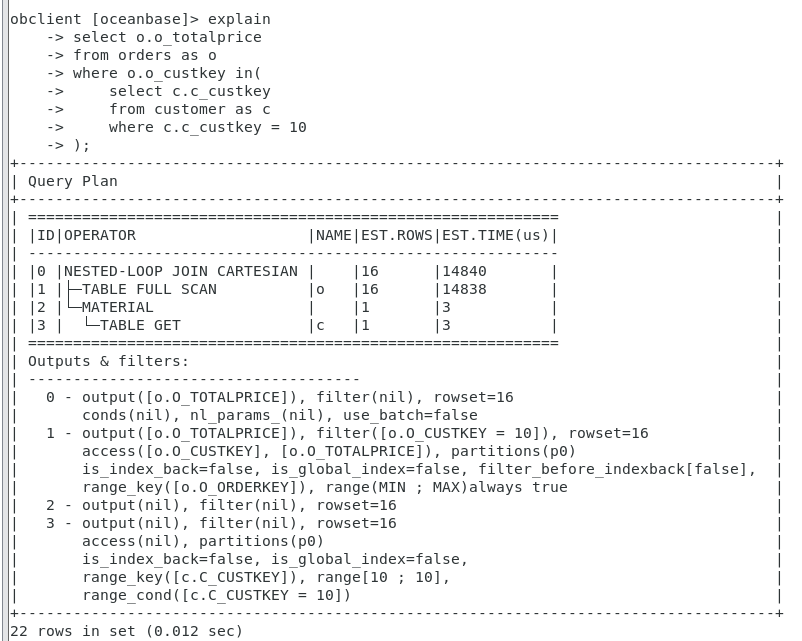 obclient [oceanbase]> explain
    -> select o.o_totalprice
    -> from orders as o
    -> where o.o_custkey in(
    ->     select c.c_custkey
    ->     from customer as c
    ->     where c.c_custkey = 10
    -> );
+------------------------------------------------------------------------------------+
| Query Plan                                                                         |
+------------------------------------------------------------------------------------+
| ===========================================================                        |
| |ID|OPERATOR                   |NAME|EST.ROWS|EST.TIME(us)|                        |
| -----------------------------------------------------------                        |
| |0 |NESTED-LOOP JOIN CARTESIAN |    |16      |14840       |                        |
| |1 |├─TABLE FULL SCAN          |o   |16      |14838       |                        |
| |2 |└─MATERIAL                 |    |1       |3           |                        |
| |3 |  └─TABLE GET              |c   |1       |3           |                        |
| ===========================================================                        |
| Outputs & filters:                                                                 |
| -------------------------------------                                              |
|   0 - output([o.O_TOTALPRICE]), filter(nil), rowset=16                             |
|       conds(nil), nl_params_(nil), use_batch=false                                 |
|   1 - output([o.O_TOTALPRICE]), filter([o.O_CUSTKEY = 10]), rowset=16              |
|       access([o.O_CUSTKEY], [o.O_TOTALPRICE]), partitions(p0)                      |
|       is_index_back=false, is_global_index=false, filter_before_indexback[false],  |
|       range_key([o.O_ORDERKEY]), range(MIN ; MAX)always true                       |
|   2 - output(nil), filter(nil), rowset=16                                          |
|   3 - output(nil), filter(nil), rowset=16                                          |
|       access(nil), partitions(p0)                                                  |
|       is_index_back=false, is_global_index=false,                                  |
|       range_key([c.C_CUSTKEY]), range[10 ; 10],                                    |
|       range_cond([c.C_CUSTKEY = 10])                                               |
+------------------------------------------------------------------------------------+
22 rows in set (0.012 sec)